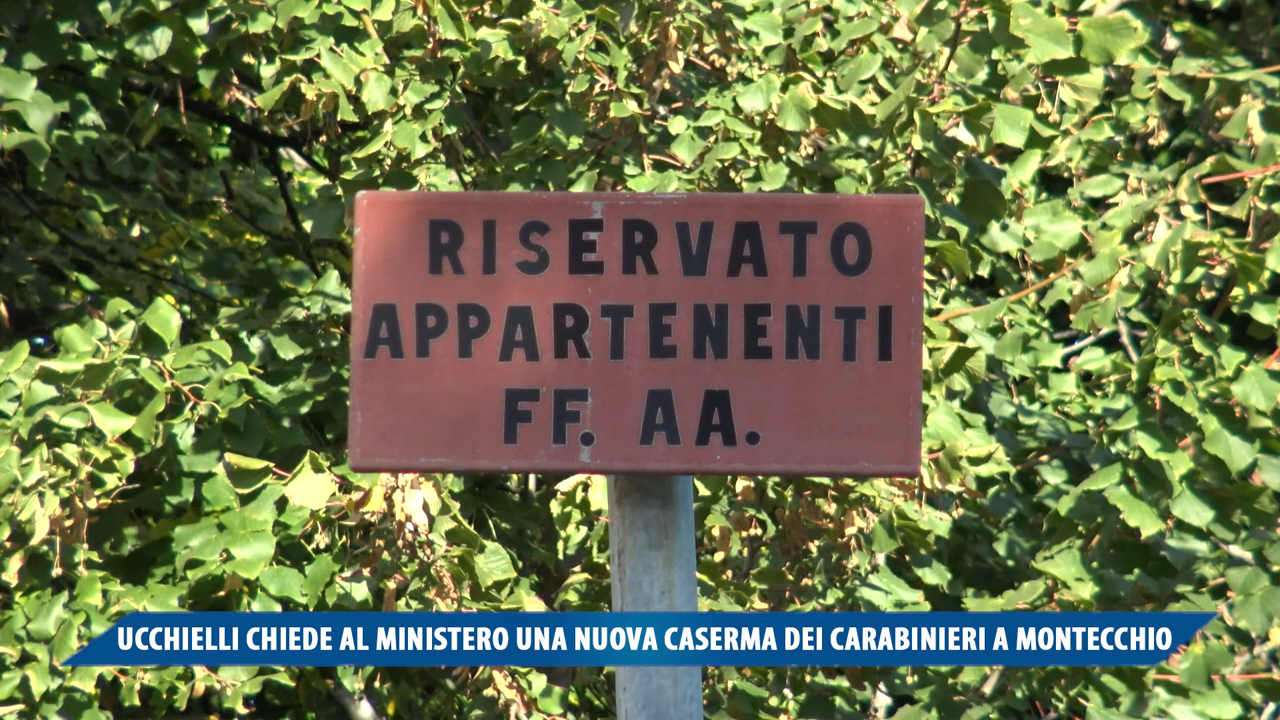 RISERVATO
APPARTENENTI
FF. AA.
UCCHIELLI CHIEDE AL MINISTERO UNA NUOVA CASERMA DEI CARABINIERI A MONTECCHIO